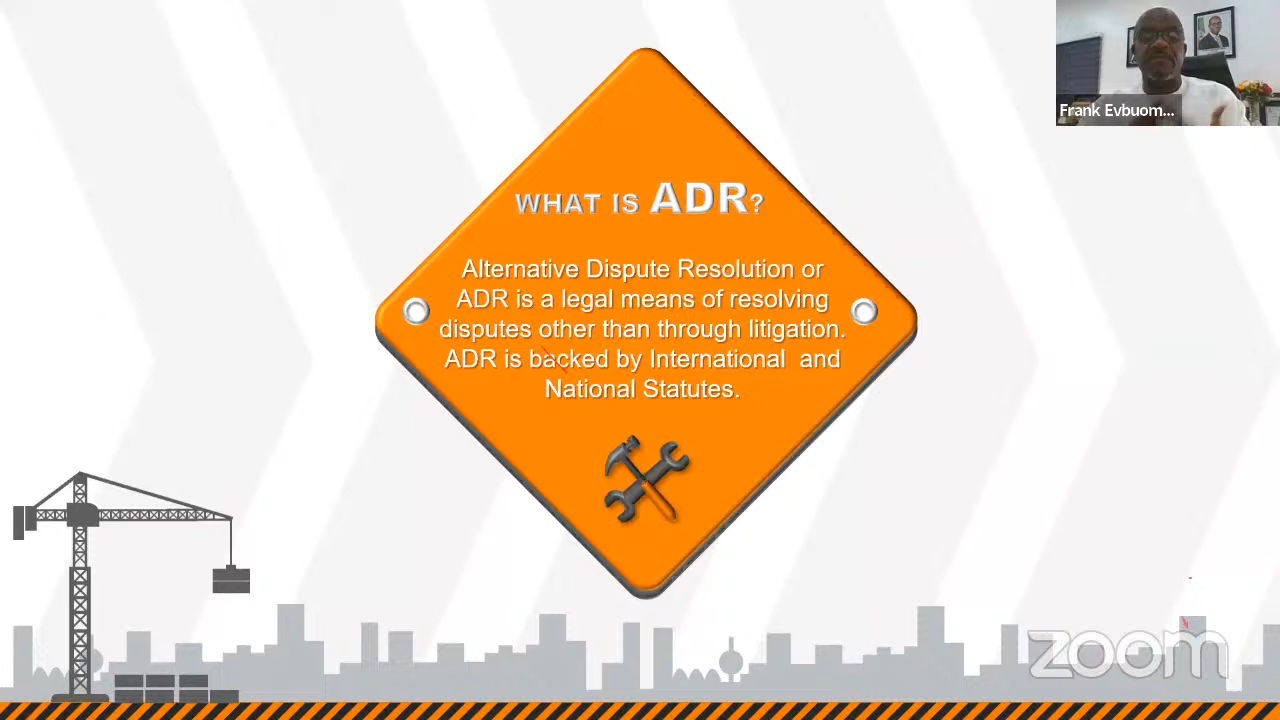 Frank Evbuom...
WHAT IS ADR?
Alternative Dispute Resolution or
ADR is a legal means of resolving
disputes other than through litigation.
ADR is backed by International and
National Statutes.
zoom